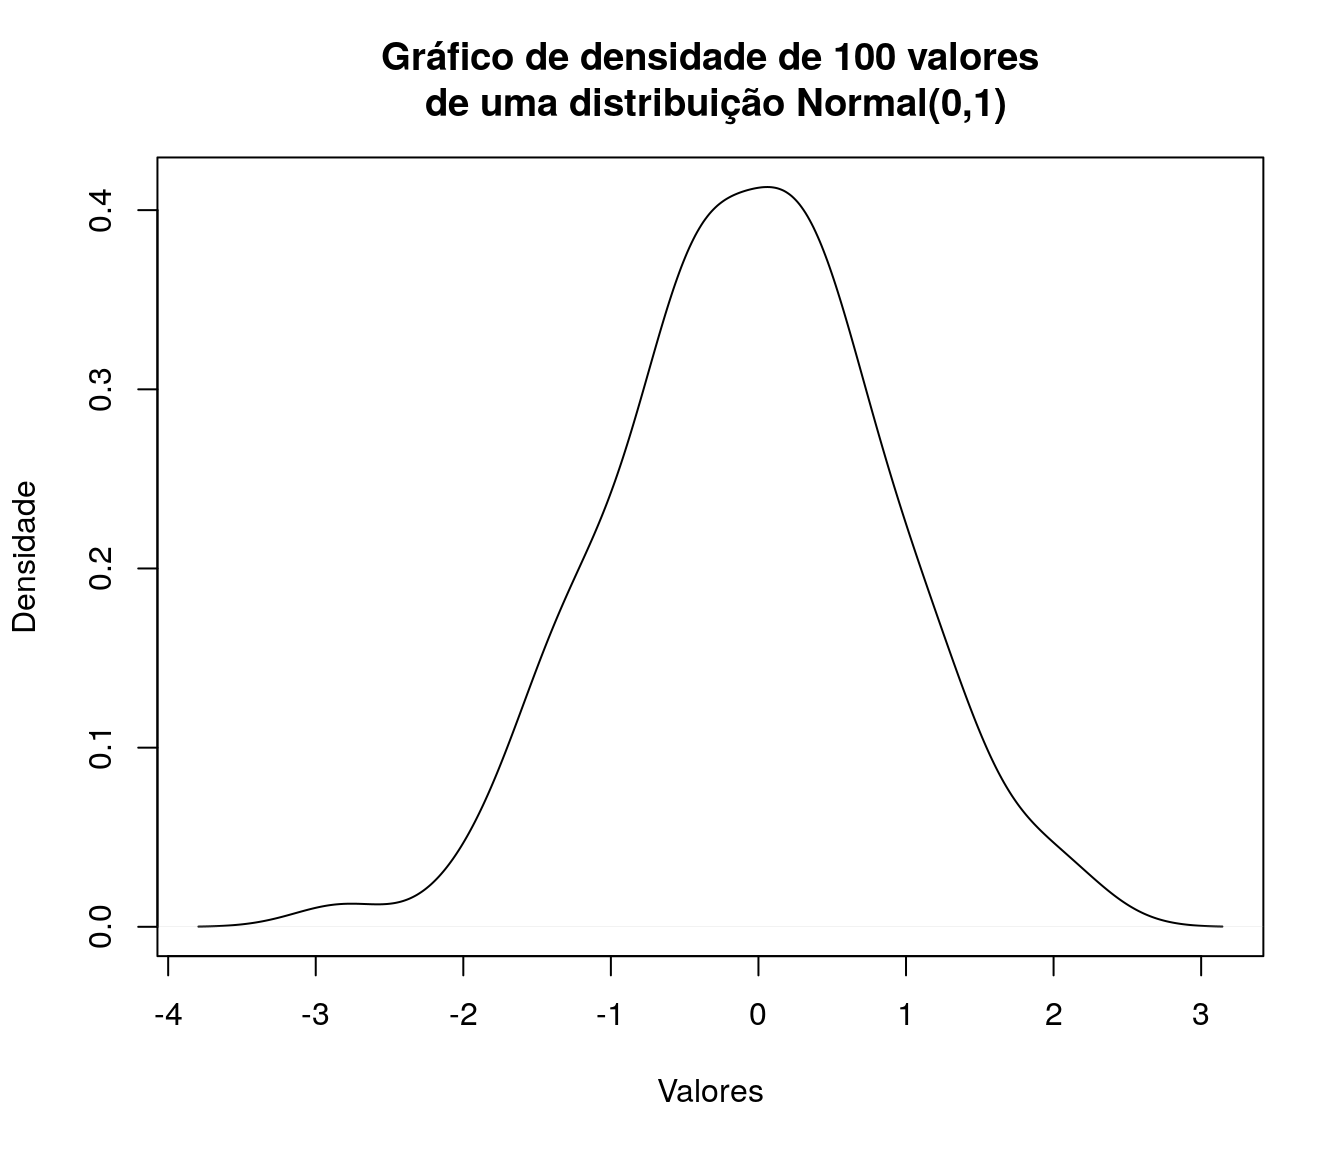 Gráfico de densidade de 100 valores
de uma distribuição Normal(0,1)
Densidade
0.4
0.3
0.2
0.1
0.0
-4 -3 -2 -1 0 1 2 3
Valores